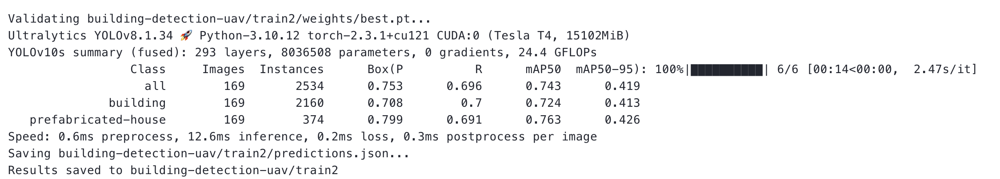 Validating building-detection-uav/train2/weights/best.pt...
Ultralytics YOLOv8.1.34 🚀 Python-3.10.12 torch-2.3.1+cu121 CUDA:0 (Tesla T4, 15102MiB)
YOLOv10s summary (fused): 293 layers, 8036508 parameters, 0 gradients, 24.4 GFLOPs
Class Images Instances Box(P R mAP50 mAP50-95): 100%|██████████| 6/6 [00:14<00:00, 2.47s/it]
all 169 2534 0.753 0.696 0.743 0.419
building 169 2160 0.708 0.7 0.724 0.413
prefabricated-house 169 374 0.799 0.691 0.763 0.426
Speed: 0.6ms preprocess, 12.6ms inference, 0.2ms loss, 0.3ms postprocess per image
Saving building-detection-uav/train2/predictions.json...
Results saved to building-detection-uav/train2